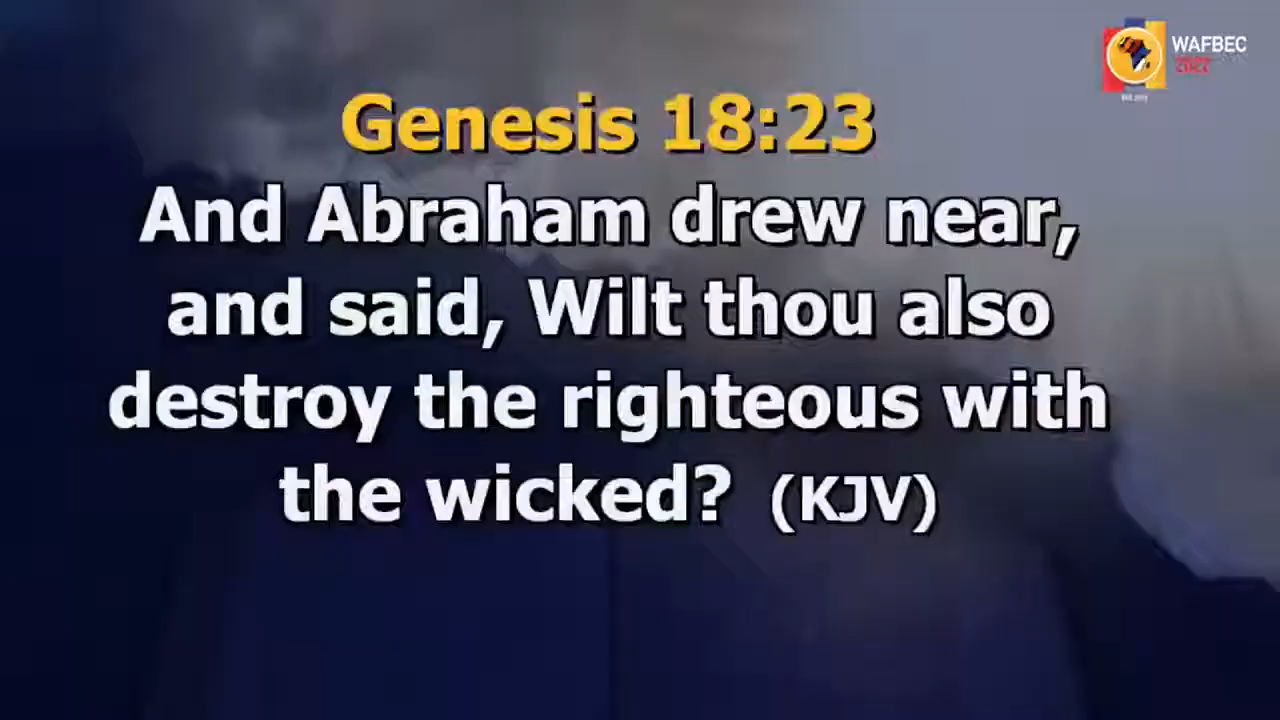 WAFBEC
2022
Genesis 18:23
And Abraham drew near,
and said, Wilt thou also
destroy the righteous with
the wicked? (KJV)